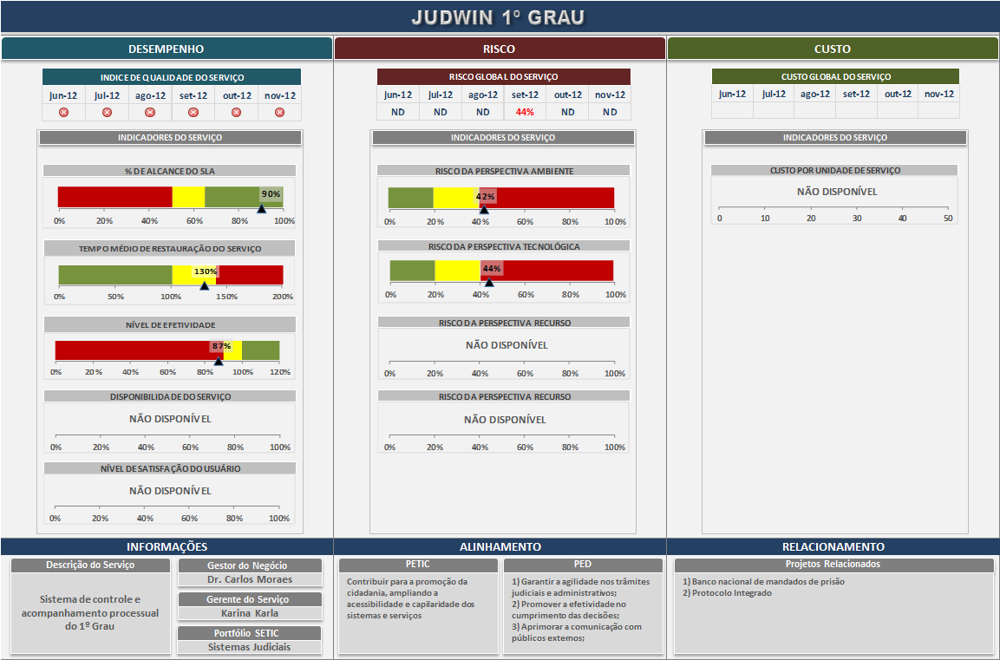 JUDWIN 1º GRAU
DESEMPENHO
INDICE DE QUALIDADE DO SERVIÇO
jun-12 jul-12 ago-12 set-12 out-12 nov-12
INDICADORES DO SERVIÇO
% DE ALCANCE DO SLA
90%
0% 20% 40% 60% 80% 100%
TEMPO MÉDIO DE RESTAURAÇÃO DO SERVIÇO
130%
0% 50% 100% 150% 200%
NÍVEL DE EFETIVIDADE
87%
0% 20% 40% 60% 80% 100% 120%
DISPONIBILIDADE DO SERVIÇO
NÃO DISPONÍVEL
0% 20% 40% 60% 80% 100%
NÍVEL DE SATISFAÇÃO DO USUÁRIO
NÃO DISPONÍVEL
0% 20% 40% 60% 80% 100%
RISCO
RISCO GLOBAL DO SERVIÇO
jun-12 jul-12 ago-12 set-12 out-12 nov-12
ND ND ND 44% ND ND
INDICADORES DO SERVIÇO
RISCO DA PERSPECTIVA AMBIENTE
42%
0% 20% 40% 60% 80% 100%
RISCO DA PERSPECTIVA TECNOLÓGICA
44%
0% 20% 40% 60% 80% 100%
RISCO DA PERSPECTIVA RECURSO
NÃO DISPONÍVEL
0% 20% 40% 60% 80% 100%
RISCO DA PERSPECTIVA RECURSO
NÃO DISPONÍVEL
0% 20% 40% 60% 80% 100%
CUSTO
CUSTO GLOBAL DO SERVIÇO
jun-12 jul-12 ago-12 set-12 out-12 nov-12
INDICADORES DO SERVIÇO
CUSTO POR UNIDADE DE SERVIÇO
NÃO DISPONÍVEL
0 10 20 30 40 50
INFORMAÇÕES
Descrição do Serviço
Sistema de controle e
acompanhamento processual
do 1º Grau
Gestor do Negócio
Dr. Carlos Moraes
Gerente do Serviço
Karina Karla
Portfólio SETIC
Sistemas Judiciais
ALINHAMENTO
PETIC
Contribuir para a promoção da
cidadania, ampliando a
acessibilidade e capilaridade dos
sistemas e serviços
PED
1) Garantir a agilidade nos trâmites
judiciais e administrativos;
2) Promover a efetividade no
cumprimento das decisões;
3) Aprimorar a comunicação com
públicos externos;
RELACIONAMENTO
Projetos Relacionados
1) Banco nacional de mandados de prisão
2) Protocolo Integrado